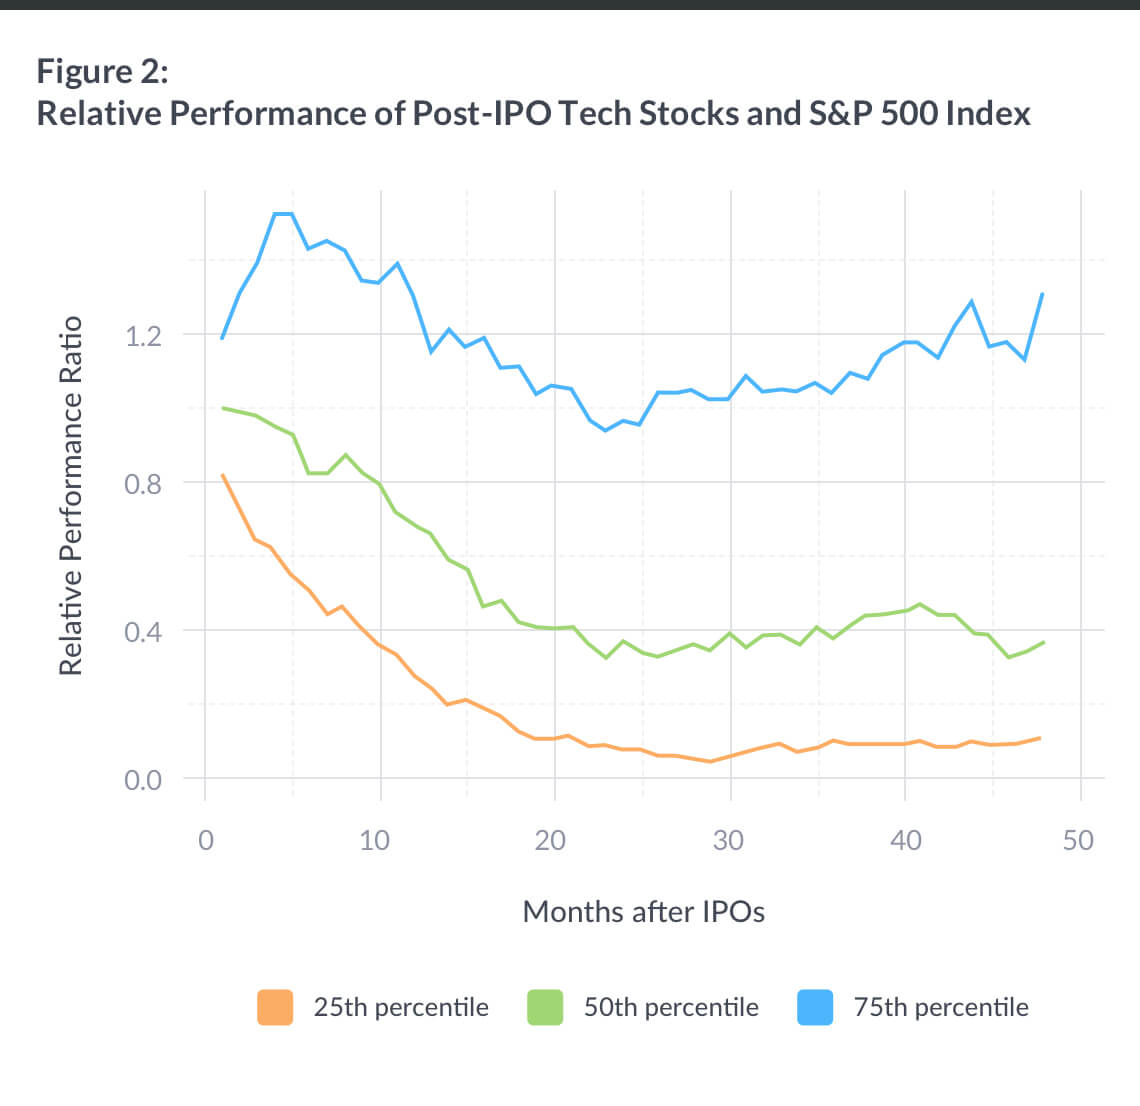 Figure 2:
Relative Performance of Post-IPO Tech Stocks and S&P 500 Index
Relative Performance Ratio
1.2
0.8
0.4
0.0
0 10 20 30 40 50
Months after IPOs
25th percentile 50th percentile 75th percentile